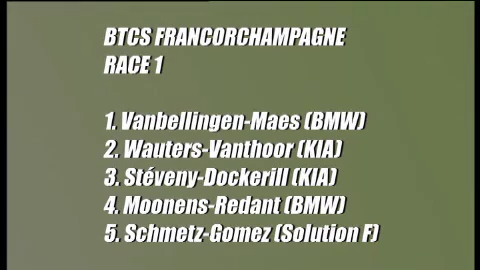 BTCS FRANCORCHAMPAGNE
RACE 1
1. Vanbellingen-Maes (BMW)
2. Wauters-Vanthoor (KIA)
3. Stéveny-Dockerill (KIA)
4. Moonens-Redant (BMW)
5. Schmetz-Gomez (Solution F)